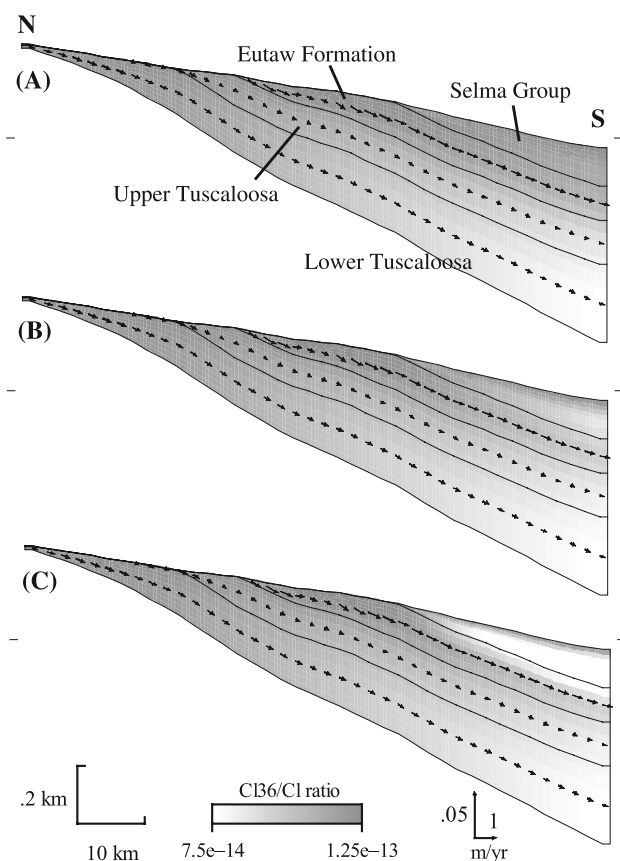 N
(A)
Eutaw Formation
Selma Group
S
Upper Tuscaloosa
Lower Tuscaloosa
(B)
(C)
.2 km
10 km
Cl36/Cl ratio
7.5e–14
1.25e–13
.05
1
m/yr